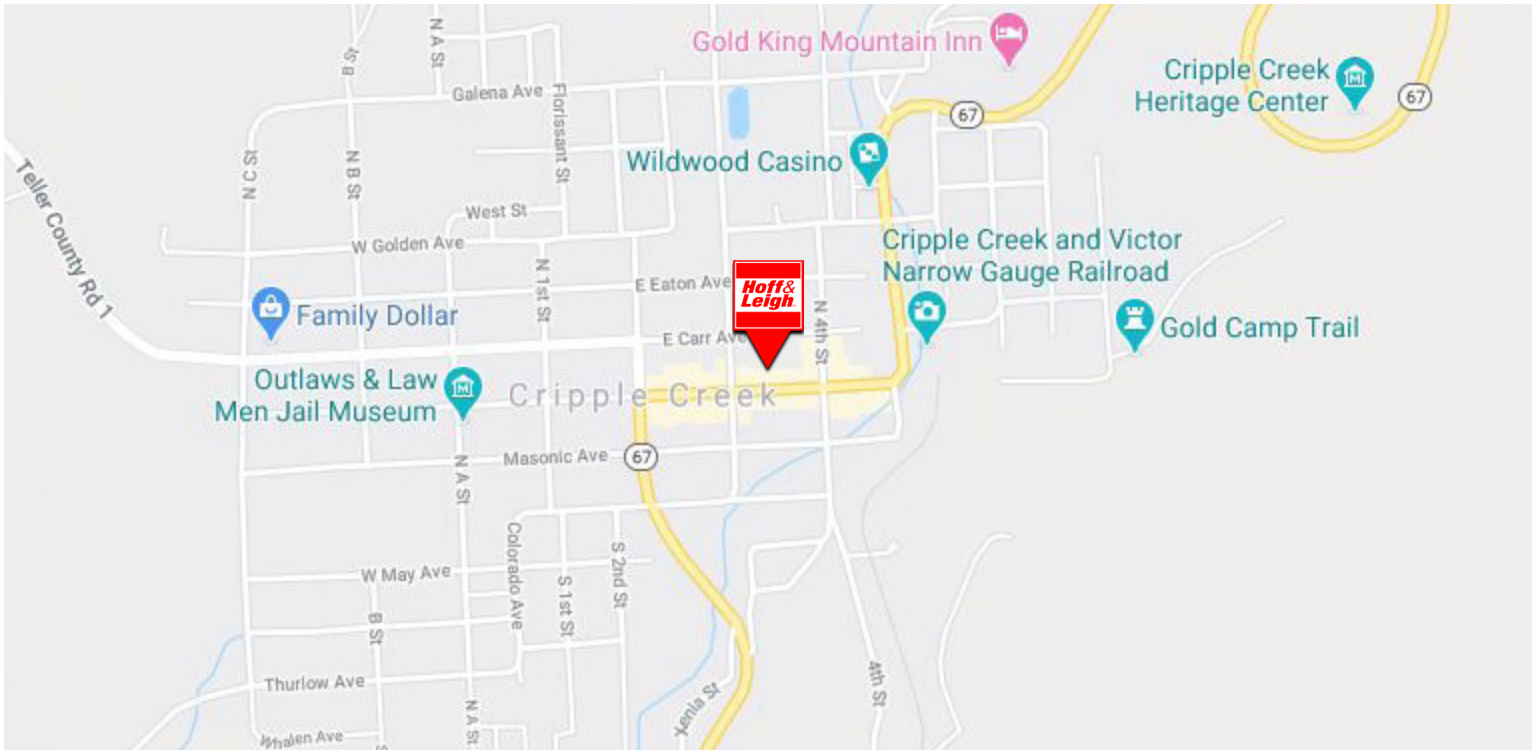 N A St
B St
Gold King Mountain Inn
Cripple Creek
Heritage Center
67
67
Galena Ave
Florissant St
Wildwood Casino
N C St
N B St
Teller County Rd 1
West St
W Golden Ave
Cripple Creek and Victor
Narrow Gauge Railroad
N 1st St
E Eaton Ave
Hoff&
Leigh
N 4th St
Family Dollar
E Carr Ave
Gold Camp Trail
Outlaws & Law
Men Jail Museum
Cripple Creek
Masonic Ave
67
N A St
Colorado Ave
S 2nd St
W May Ave
S 1st St
B St
Thurlow Ave
4th St
Xenia St
N A St
Whalen Ave